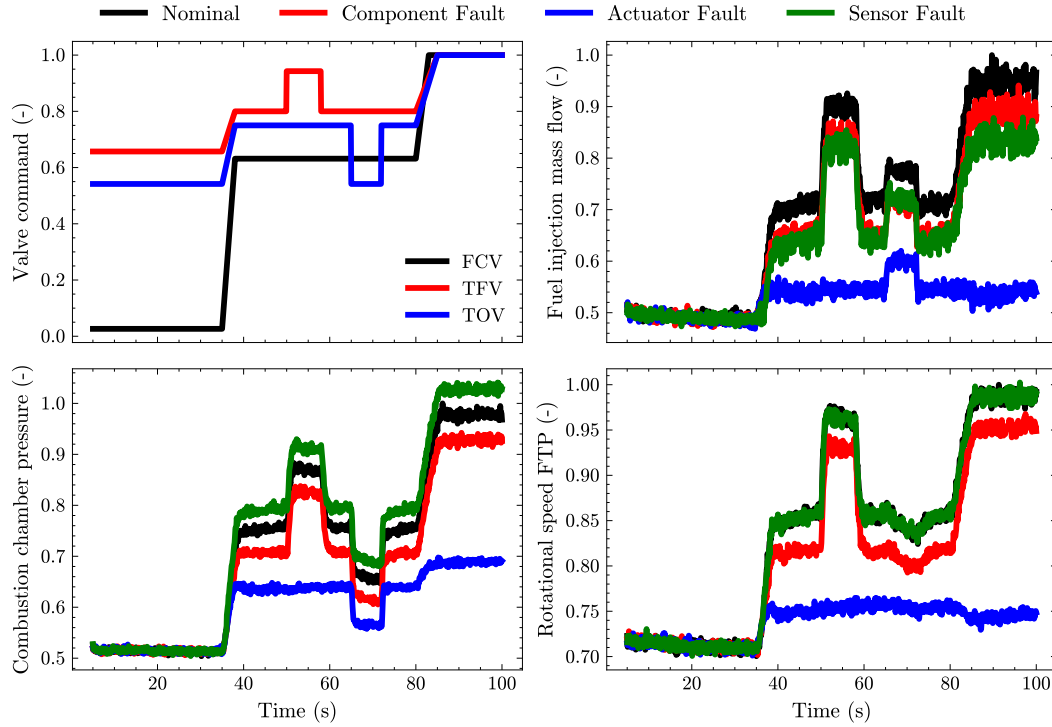 Nominal Component Fault Actuator Fault Sensor Fault
Valve command (-)
1.0
0.8
0.6
0.4
0.2
0.0
FCV
TFV
TOV
Fuel injection mass flow (-)
1.0
0.9
0.8
0.7
0.6
0.5
Combustion chamber pressure (-)
1.0
0.9
0.8
0.7
0.6
0.5
20 40 60 80 100
Time (s)
Rotational speed FTP (-)
1.00
0.95
0.90
0.85
0.80
0.75
0.70
20 40 60 80 100
Time (s)